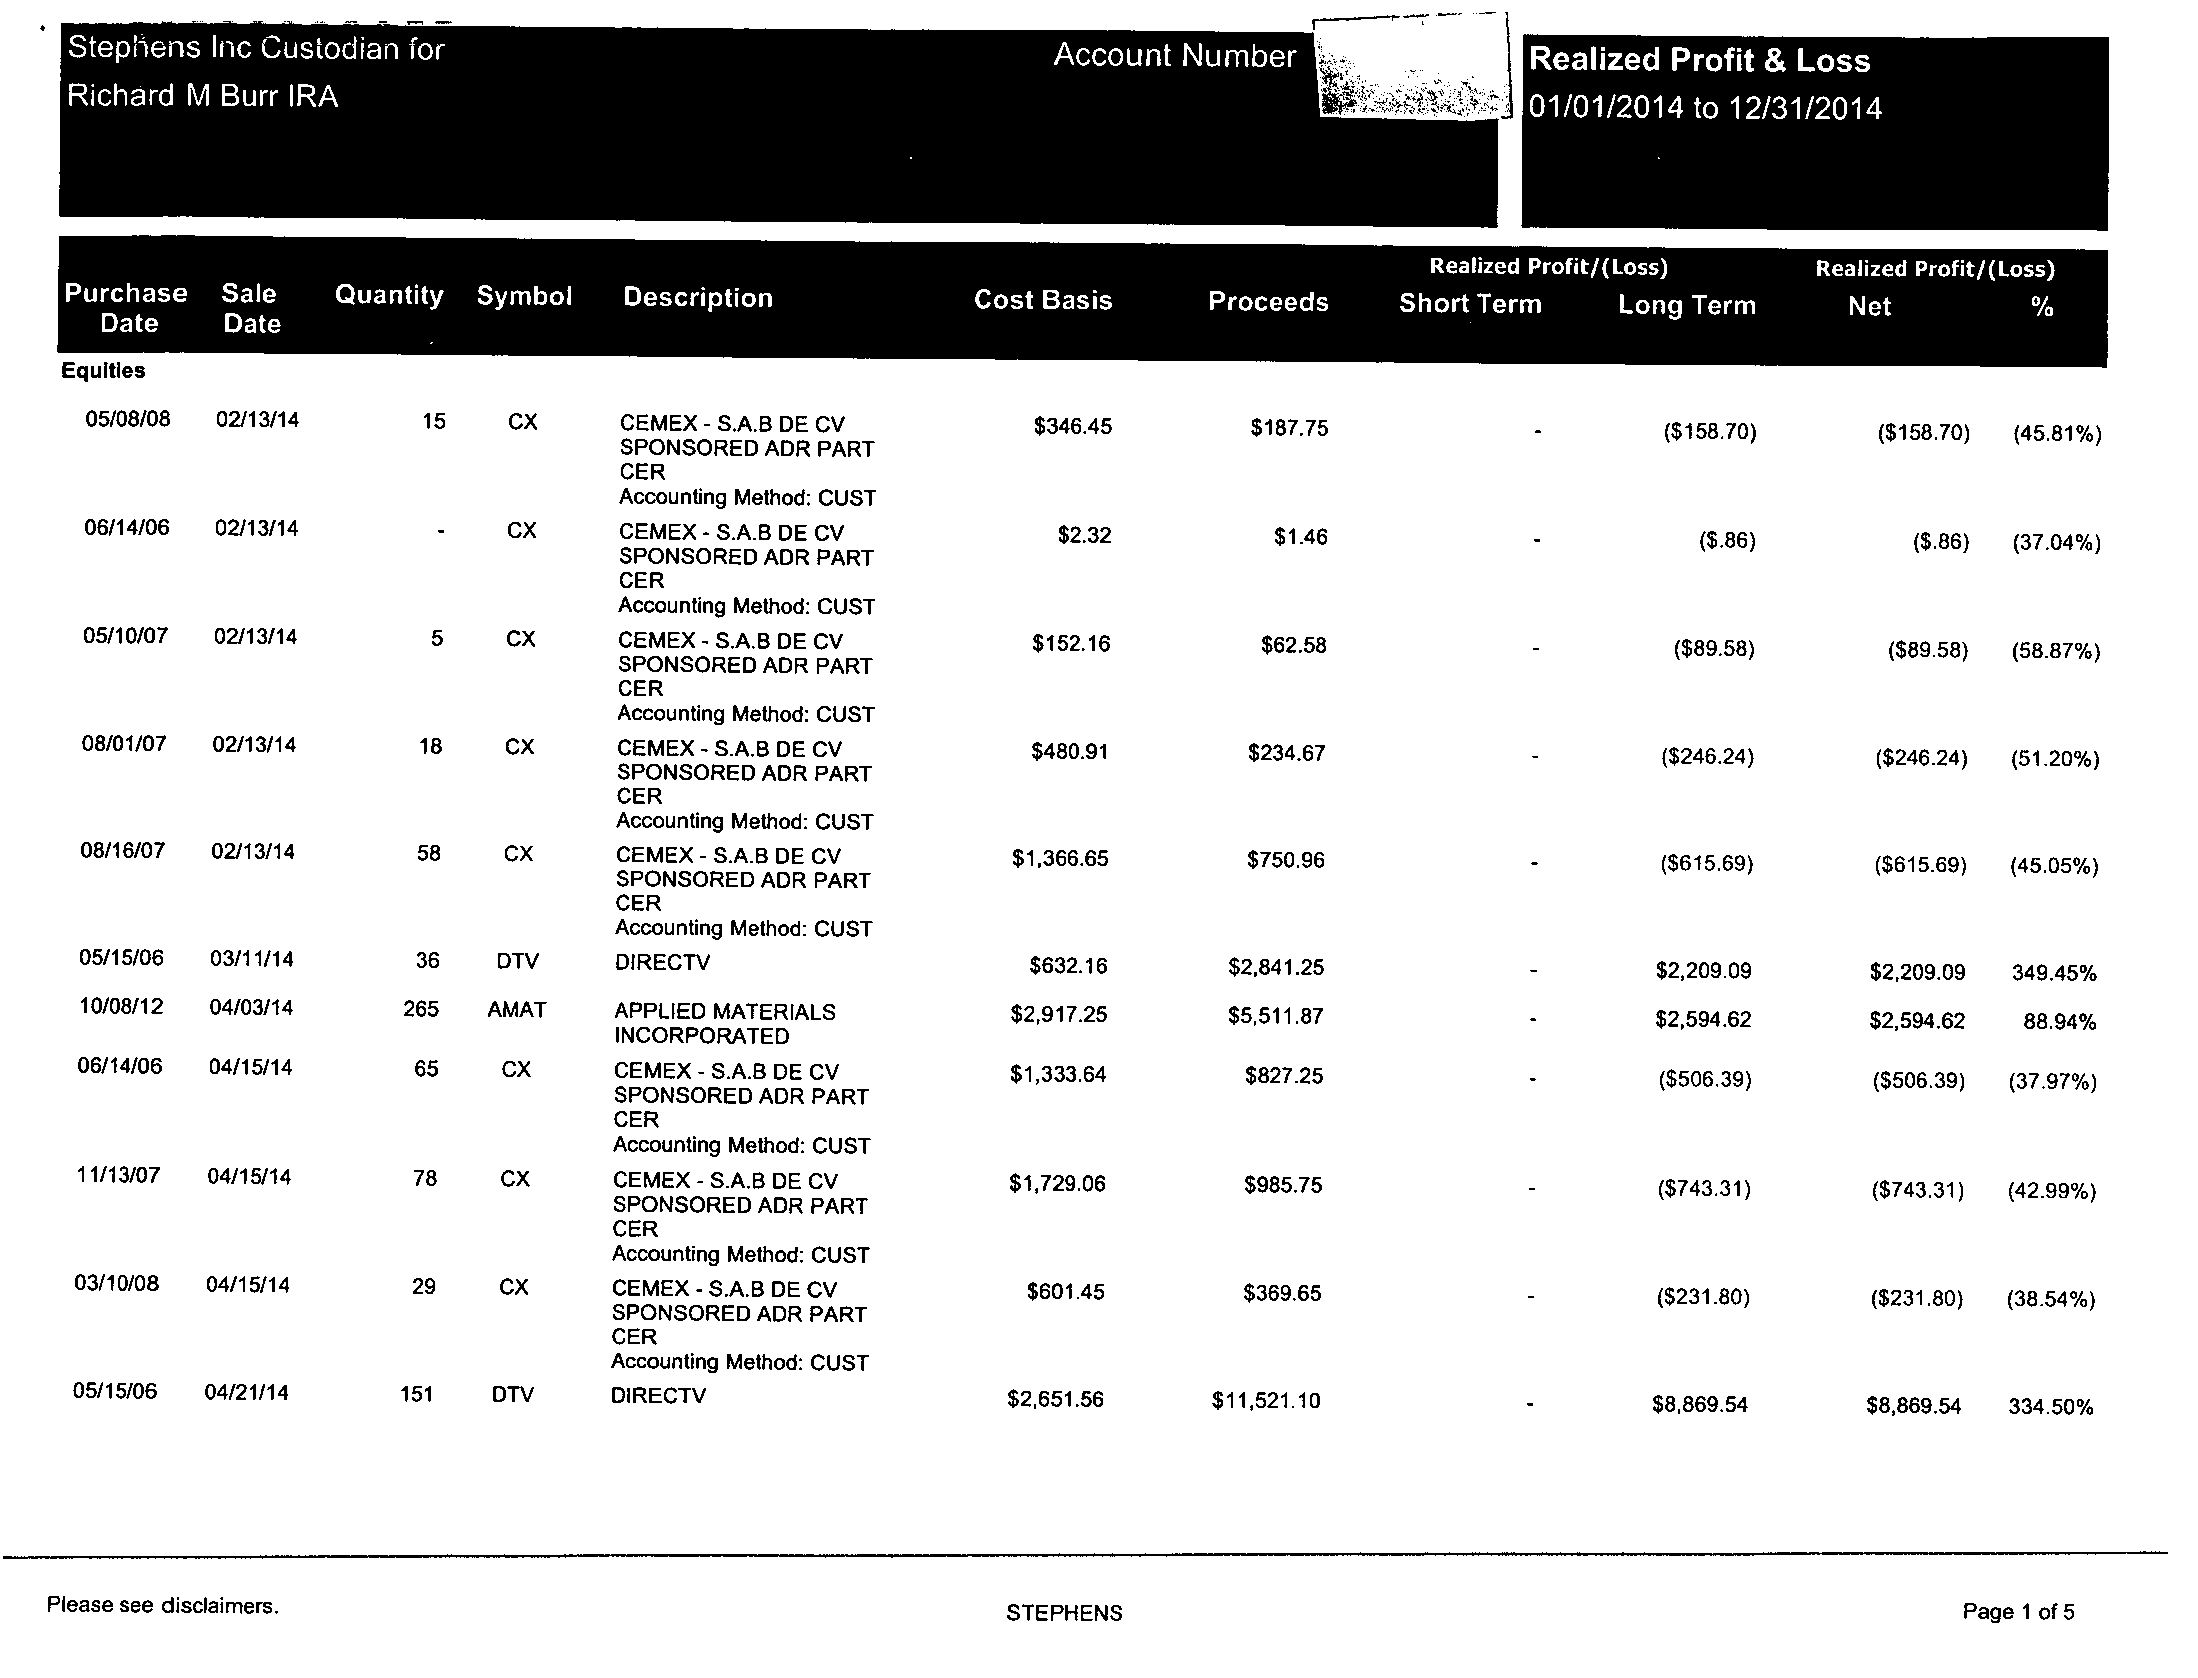 Stephens Inc Custodian for
Richard M Burr IRA
Account Number
Realized Profit & Loss
01/01/2014 to 12/31/2014
Realized Profit/(Loss) Realized Profit/(Loss)
Purchase Date Sale Date Quantity Symbol Description Cost Basis Proceeds Short Term Long Term Net %
Equities
05/08/08 02/13/14 15 CX CEMEX - S.A.B DE CV $346.45 $187.75 - ($158.70) ($158.70) (45.81%)
SPONSORED ADR PART
CER
Accounting Method: CUST
06/14/06 02/13/14 - CX CEMEX - S.A.B DE CV $2.32 $1.46 - ($.86) ($.86) (37.04%)
SPONSORED ADR PART
CER
Accounting Method: CUST
05/10/07 02/13/14 5 CX CEMEX - S.A.B DE CV $152.16 $62.58 - ($89.58) ($89.58) (58.87%)
SPONSORED ADR PART
CER
Accounting Method: CUST
08/01/07 02/13/14 18 CX CEMEX - S.A.B DE CV $480.91 $234.67 - ($246.24) ($246.24) (51.20%)
SPONSORED ADR PART
CER
Accounting Method: CUST
08/16/07 02/13/14 58 CX CEMEX - S.A.B DE CV $1,366.65 $750.96 - ($615.69) ($615.69) (45.05%)
SPONSORED ADR PART
CER
Accounting Method: CUST
05/15/06 03/11/14 36 DTV DIRECTV $632.16 $2,841.25 - $2,209.09 $2,209.09 349.45%
10/08/12 04/03/14 265 AMAT APPLIED MATERIALS $2,917.25 $5,511.87 - $2,594.62 $2,594.62 88.94%
INCORPORATED
06/14/06 04/15/14 65 CX CEMEX - S.A.B DE CV $1,333.64 $827.25 - ($506.39) ($506.39) (37.97%)
SPONSORED ADR PART
CER
Accounting Method: CUST
11/13/07 04/15/14 78 CX CEMEX - S.A.B DE CV $1,729.06 $985.75 - ($743.31) ($743.31) (42.99%)
SPONSORED ADR PART
CER
Accounting Method: CUST
03/10/08 04/15/14 29 CX CEMEX - S.A.B DE CV $601.45 $369.65 - ($231.80) ($231.80) (38.54%)
SPONSORED ADR PART
CER
Accounting Method: CUST
05/15/06 04/21/14 151 DTV DIRECTV $2,651.56 $11,521.10 - $8,869.54 $8,869.54 334.50%
Please see disclaimers. STEPHENS Page 1 of 5